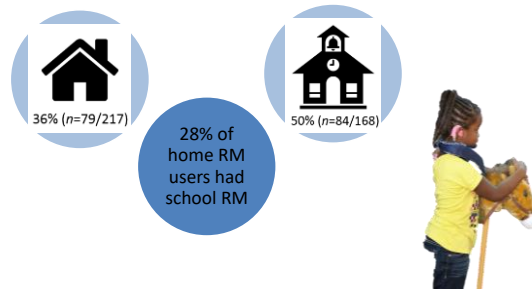 36% (n=79/217)
50% (n=84/168)
28% of
home RM
users had
school RM